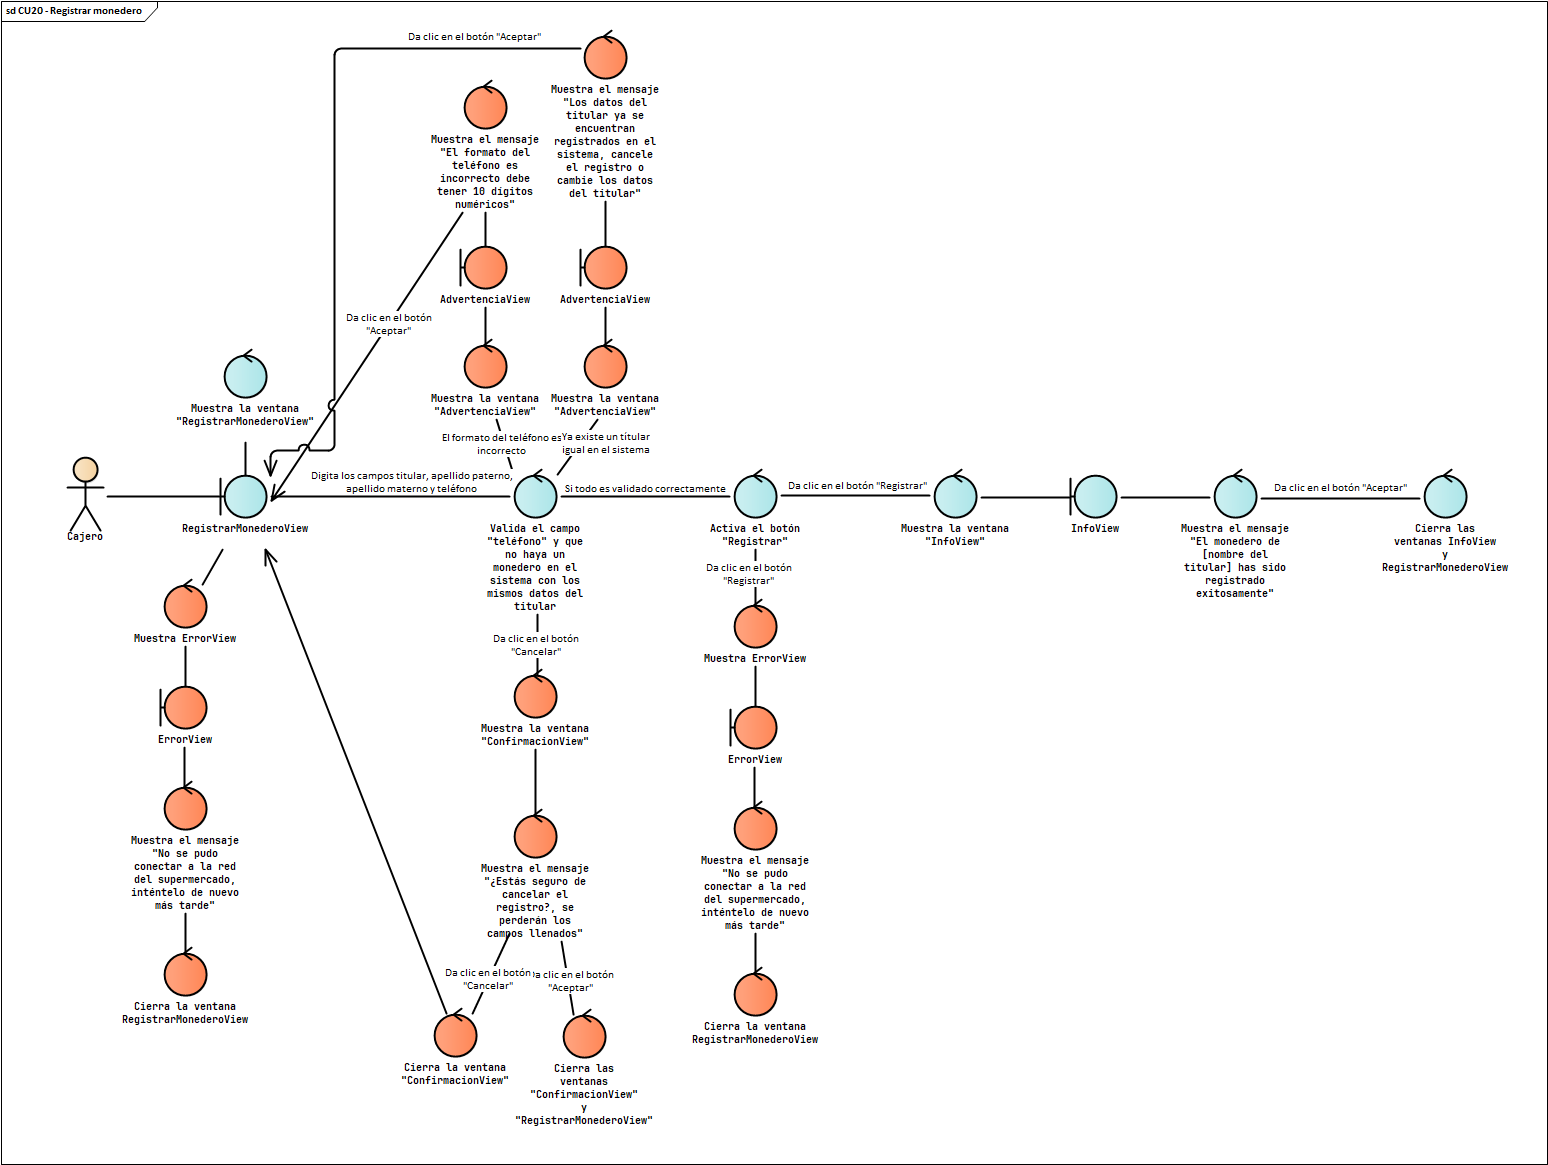 sd CU20 - Registrar monedero
Da clic en el botón "Aceptar"
Muestra el mensaje
"Los datos del
titular ya se
encuentran
registrados en el
sistema, cancele
el registro o
cambie los datos
del titular"
Muestra el mensaje
"El formato del
teléfono es
incorrecto debe
tener 10 dígitos
numéricos"
AdvertenciaView
AdvertenciaView
Da clic en el botón
"Aceptar"
Muestra la ventana
"RegistrarMonederoView"
Muestra la ventana
"AdvertenciaView"
Muestra la ventana
"AdvertenciaView"
El formato del teléfono es
incorrecto
Ya existe un títular
igual en el sistema
Cajero
RegistrarMonederoView
Digita los campos titular, apellido paterno,
apellido materno y teléfono
Valida el campo
"teléfono" y que
no haya un
monedero en el
sistema con los
mismos datos del
titular
Si todo es validado correctamente
Activa el botón
"Registrar"
Da clic en el botón "Registrar"
Muestra la ventana
"InfoView"
InfoView
Muestra el mensaje
"El monedero de
[nombre del
titular] has sido
registrado
exitosamente"
Da clic en el botón "Aceptar"
Cierra las
ventanas InfoView
y
RegistrarMonederoView
Muestra ErrorView
ErrorView
Muestra el mensaje
"No se pudo
conectar a la red
del supermercado,
inténtelo de nuevo
más tarde"
Cierra la ventana
RegistrarMonederoView
Da clic en el botón
"Cancelar"
Muestra la ventana
"ConfirmacionView"
Muestra el mensaje
"¿Estás seguro de
cancelar el
registro?, se
perderán los
campos llenados"
Da clic en el botón
"Cancelar"
clic en el botón
"Aceptar"
Cierra la ventana
"ConfirmacionView"
Cierra las
ventanas
"ConfirmacionView"
y
"RegistrarMonederoView"
Da clic en el botón
"Registrar"
Muestra ErrorView
ErrorView
Muestra el mensaje
"No se pudo
conectar a la red
del supermercado,
inténtelo de nuevo
más tarde"
Cierra la ventana
RegistrarMonederoView